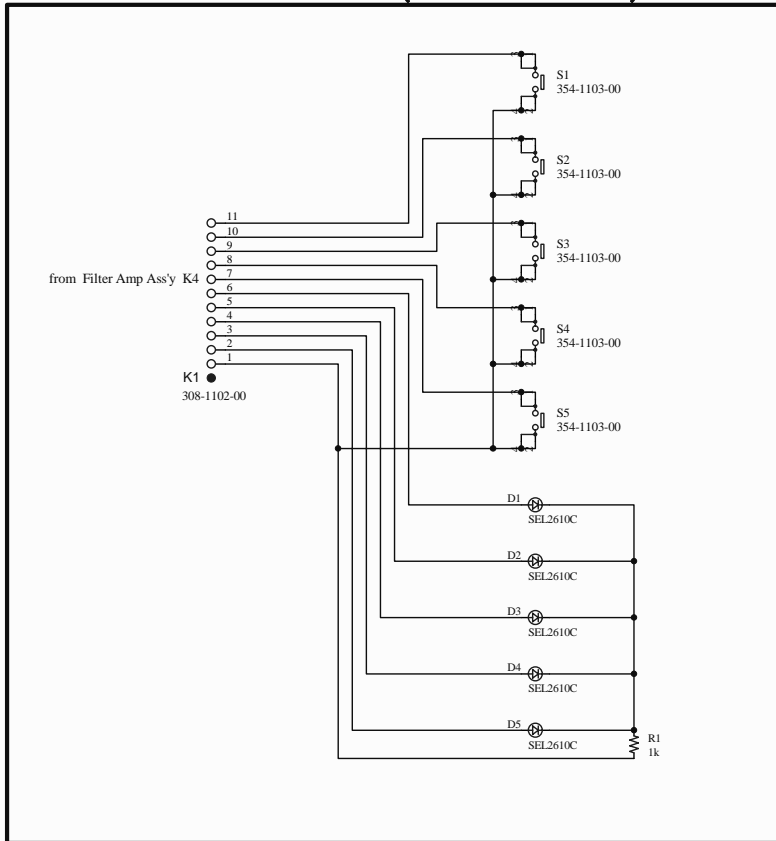 S1
354-1103-00
S2
354-1103-00
11
10
9
S3
354-1103-00
8
from Filter Amp Ass'y K4
7
6
5
S4
354-1103-00
4
3
2
1
K1
308-1102-00
S5
354-1103-00
D1
SEL2610C
D2
SEL2610C
D3
SEL2610C
D4
SEL2610C
D5
SEL2610C
R1
1k